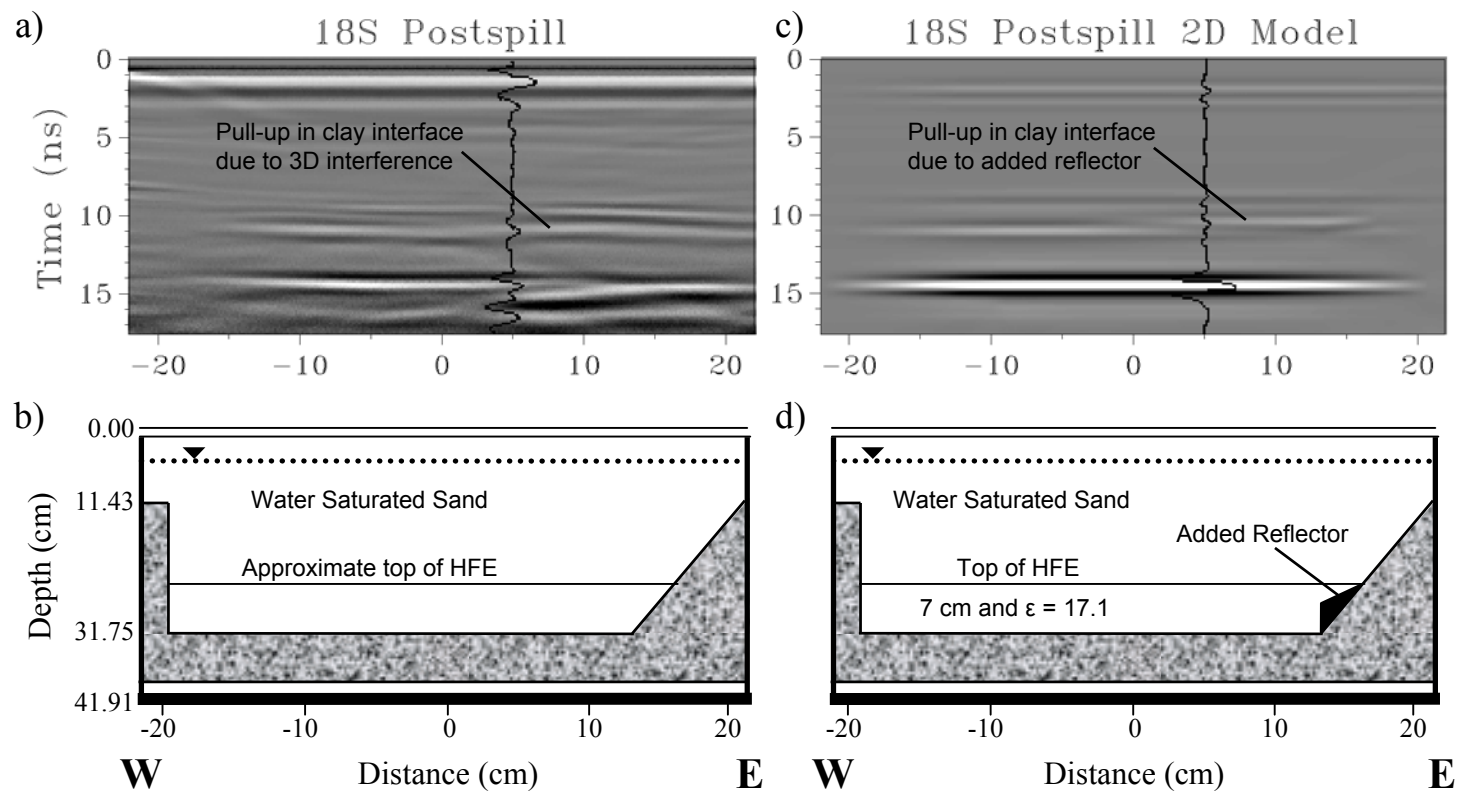 a)
18S Postspill
Time (ns)
0
5
10
15
Pull-up in clay interface
due to 3D interference
-20
-10
0
10
20
c)
18S Postspill 2D Model
0
5
10
15
Pull-up in clay interface
due to added reflector
-20
-10
0
10
20
b)
Depth (cm)
0.00
11.43
31.75
41.91
Water Saturated Sand
Approximate top of HFE
-20
-10
0
10
20
W
Distance (cm)
E
d)
Water Saturated Sand
Added Reflector
Top of HFE
7 cm and ε = 17.1
-20
-10
0
10
20
W
Distance (cm)
E